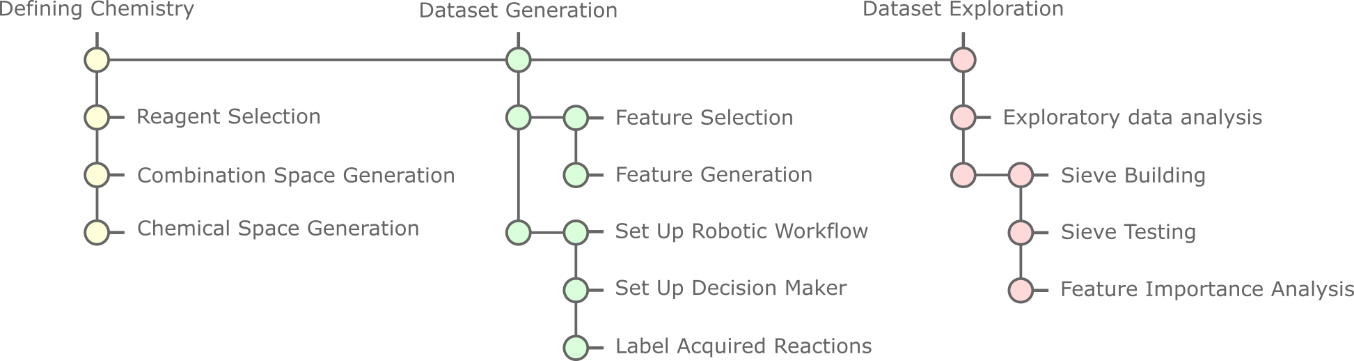 Defining Chemistry
Reagent Selection
Combination Space Generation
Chemical Space Generation
Dataset Generation
Feature Selection
Feature Generation
Set Up Robotic Workflow
Set Up Decision Maker
Label Acquired Reactions
Dataset Exploration
Exploratory data analysis
Sieve Building
Sieve Testing
Feature Importance Analysis